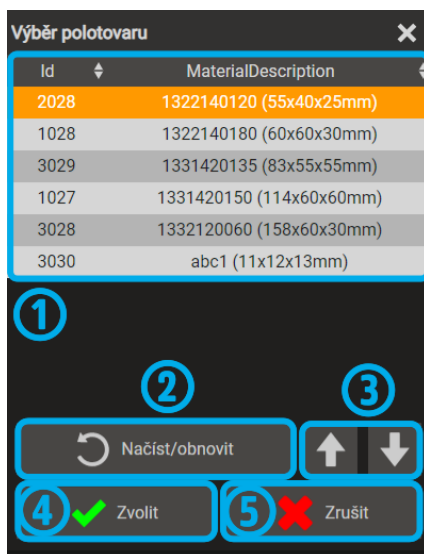 Výběr polotovaru
Id MaterialDescription
2028 1322140120 (55x40x25mm)
1028 1322140180 (60x60x30mm)
3029 1331420135 (83x55x55mm)
1027 1331420150 (114x60x60mm)
3028 1332120060 (158x60x30mm)
3030 abc1 (11x12x13mm)
1
2 3
Načíst/obnovit
4 Zvolit 5 Zrušit